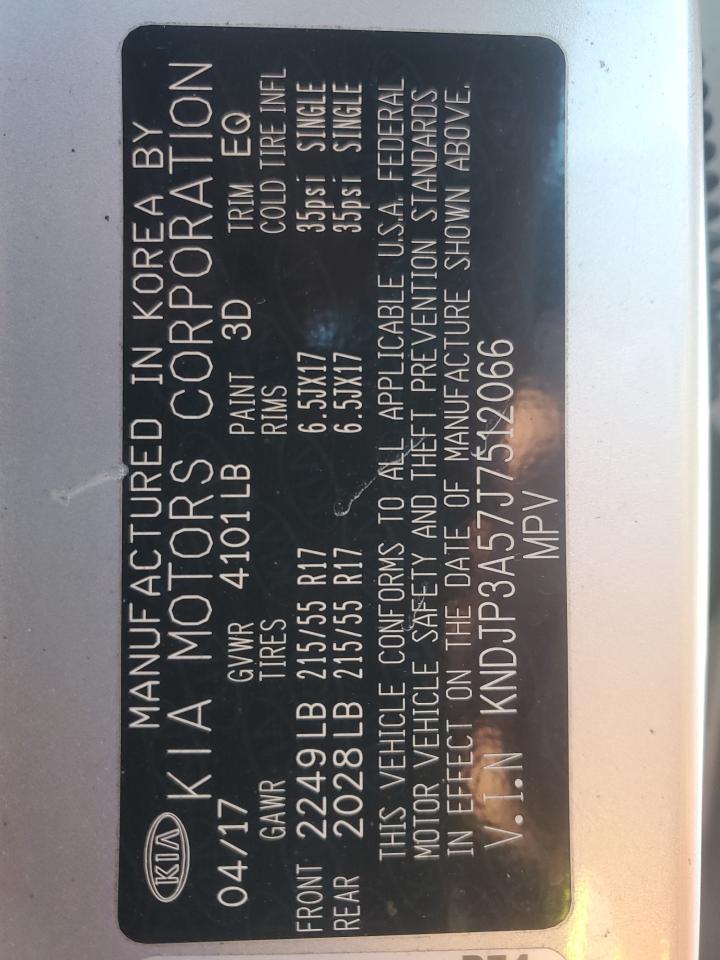 KIA
MANUFACTURED IN KOREA BY
KIA MOTORS CORPORATION
04/17 GVWR 4101LB PAINT 3D TRIM EQ
GAWR TIRES RIMS COLD TIRE INFL
FRONT 2249LB 215/55 R17 6.5JX17 35psi SINGLE
REAR 2028LB 215/55 R17 6.5JX17 35psi SINGLE
THIS VEHICLE CONFORMS TO ALL APPLICABLE U.S.A. FEDERAL
MOTOR VEHICLE SAFETY AND THEFT PREVENTION STANDARDS
IN EFFECT ON THE DATE OF MANUFACTURE SHOWN ABOVE.
V.I.N KNDJP3A57J7512066
MPV